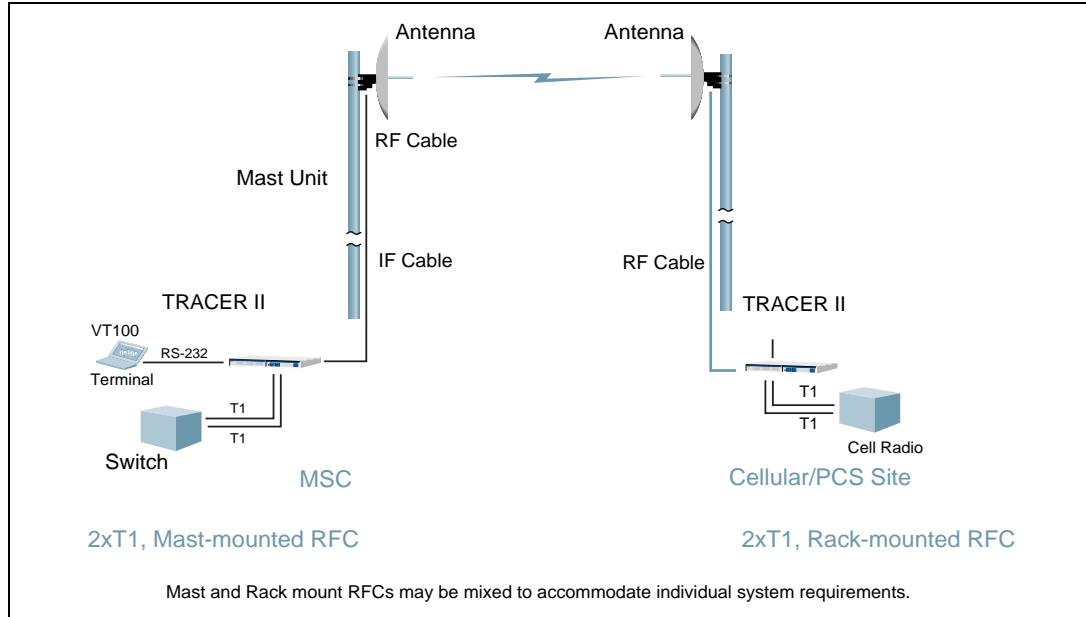 Antenna
Antenna
RF Cable
Mast Unit
IF Cable
RF Cable
TRACER II
TRACER II
VT100
RS-232
Terminal
T1
T1
Switch
MSC
T1
T1
Cell Radio
Cellular/PCS Site
2xT1, Mast-mounted RFC
2xT1, Rack-mounted RFC
Mast and Rack mount RFCs may be mixed to accommodate individual system requirements.